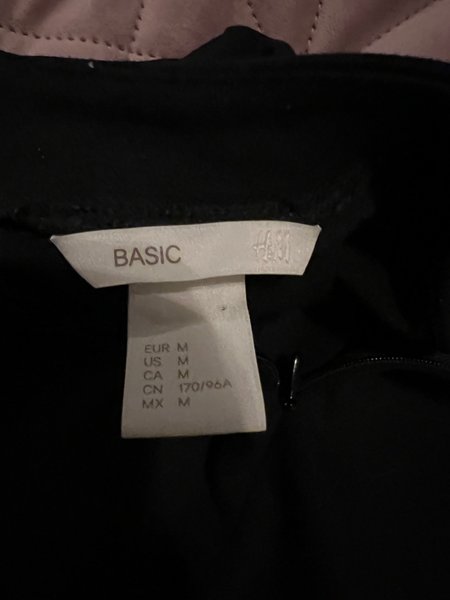 BASIC H&M
EUR M
US M
CA M
CN 170/96A
MX M